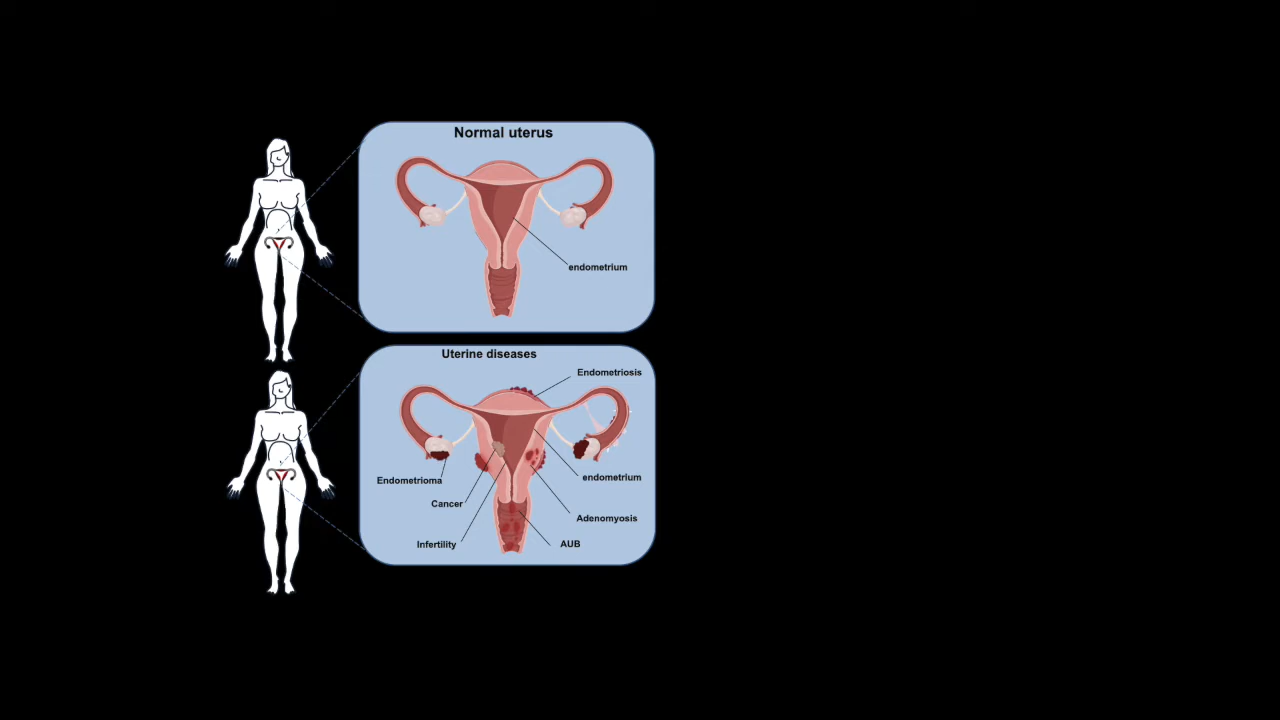 Normal uterus
endometrium
Uterine diseases
Endometriosis
Endometrioma
endometrium
Cancer
Adenomyosis
Infertility
AUB